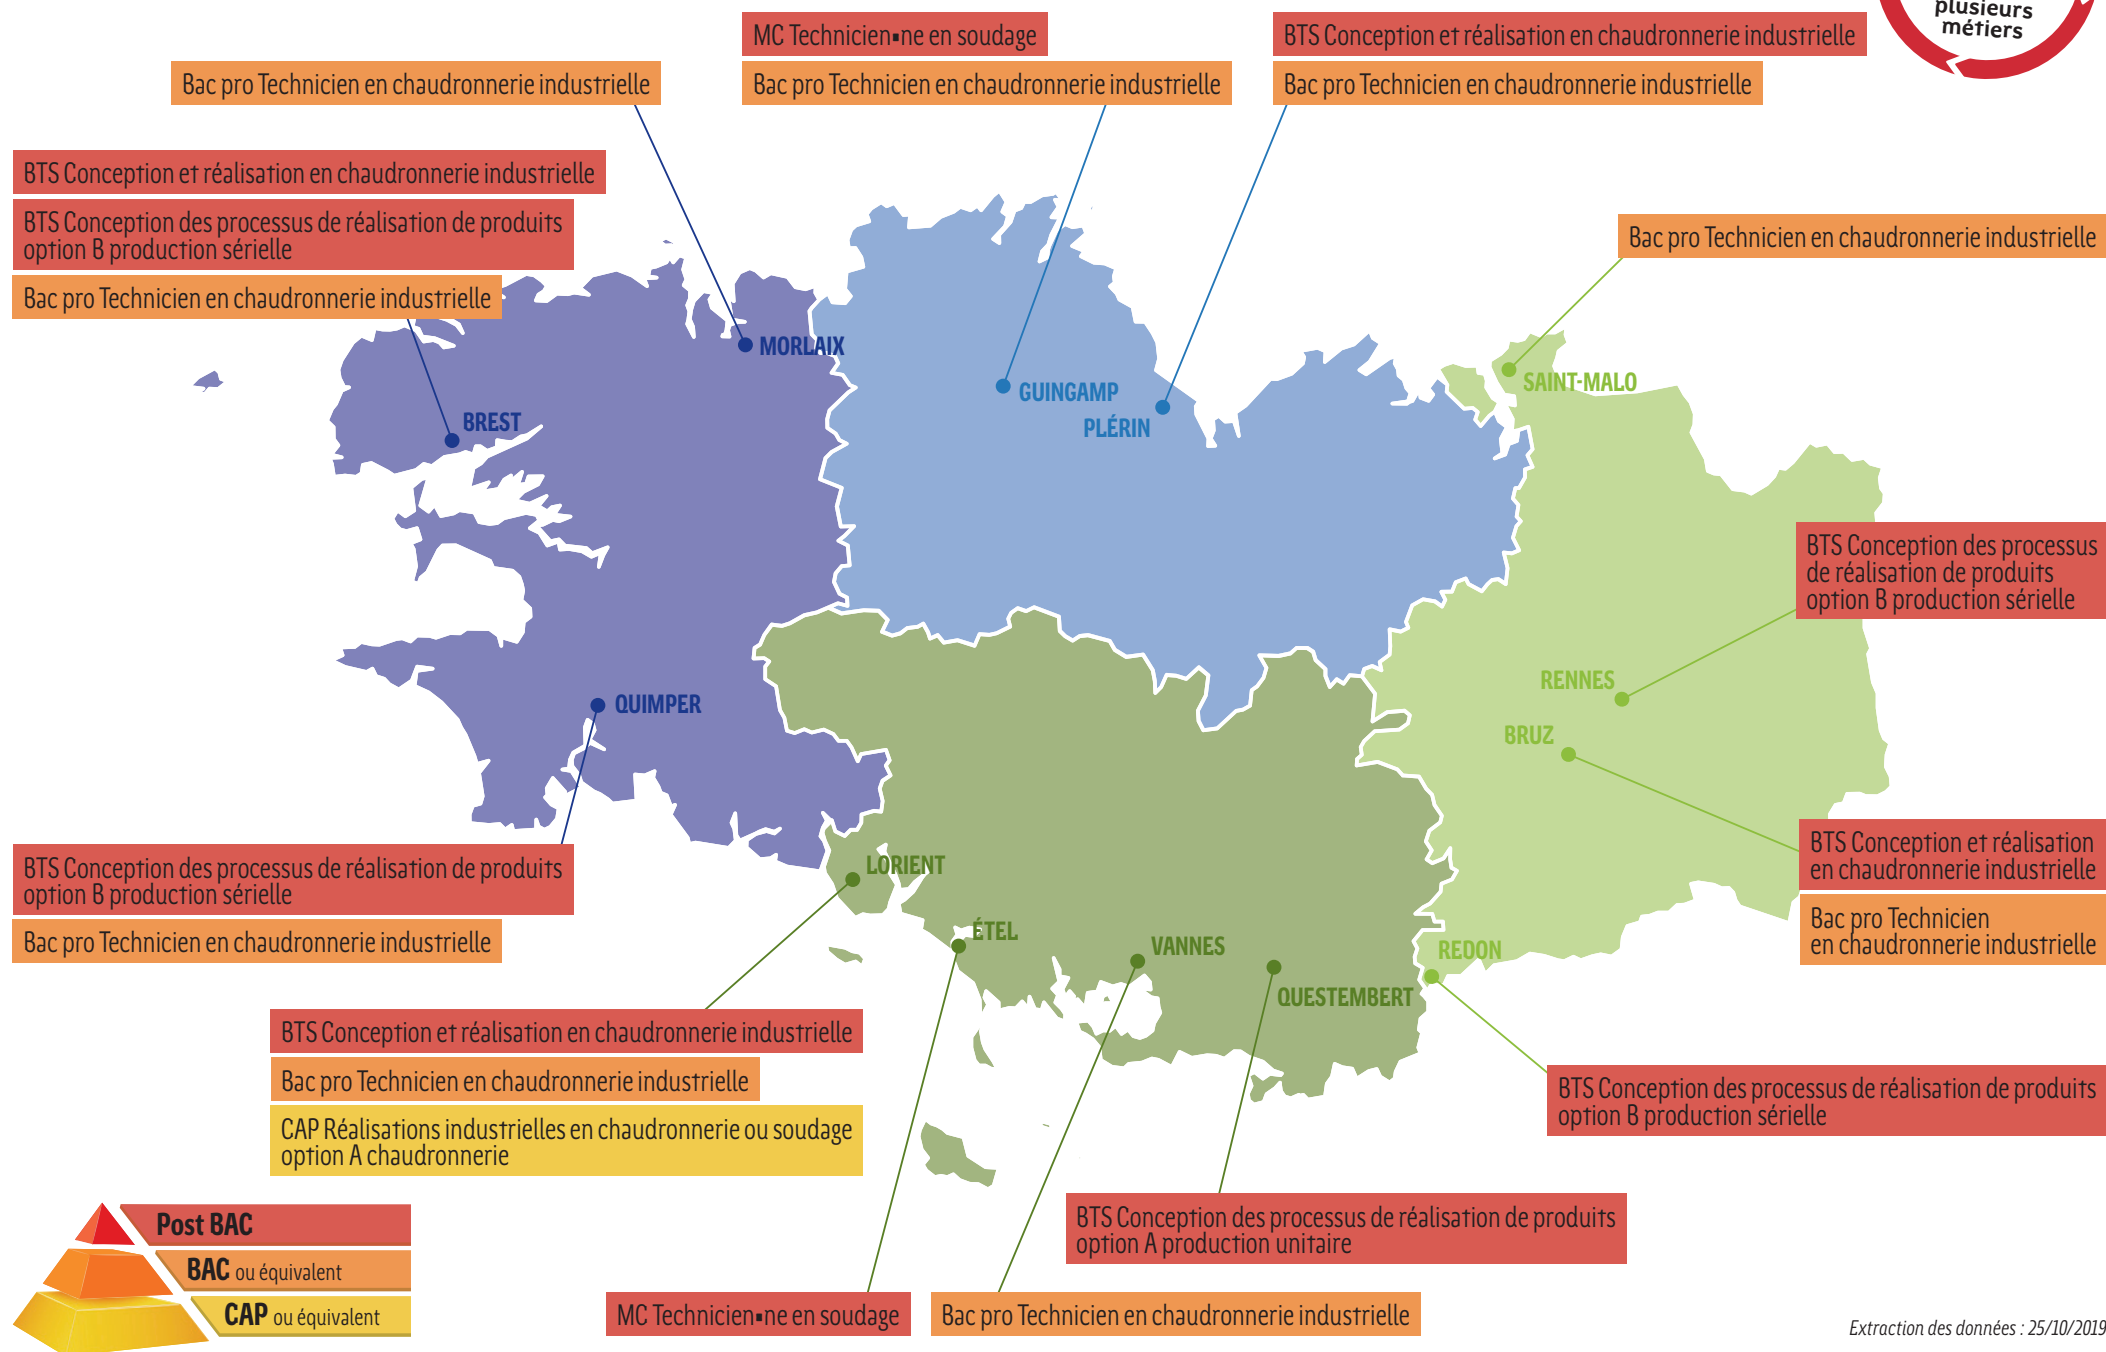 plusieurs
métiers
MC Technicien▪ne en soudage
Bac pro Technicien en chaudronnerie industrielle
BTS Conception et réalisation en chaudronnerie industrielle
Bac pro Technicien en chaudronnerie industrielle
Bac pro Technicien en chaudronnerie industrielle
BTS Conception et réalisation en chaudronnerie industrielle
BTS Conception des processus de réalisation de produits
option B production sérielle
Bac pro Technicien en chaudronnerie industrielle
Bac pro Technicien en chaudronnerie industrielle
MORLAIX
BREST
GUINGAMP
PLÉRIN
SAINT-MALO
BTS Conception des processus
de réalisation de produits
option B production sérielle
RENNES
BRUZ
QUIMPER
BTS Conception et réalisation
en chaudronnerie industrielle
Bac pro Technicien
en chaudronnerie industrielle
BTS Conception des processus de réalisation de produits
option B production sérielle
Bac pro Technicien en chaudronnerie industrielle
LORIENT
ÉTEL
VANNES
QUESTEMBERT
REDON
BTS Conception et réalisation en chaudronnerie industrielle
Bac pro Technicien en chaudronnerie industrielle
CAP Réalisations industrielles en chaudronnerie ou soudage
option A chaudronnerie
BTS Conception des processus de réalisation de produits
option B production sérielle
BTS Conception des processus de réalisation de produits
option A production unitaire
MC Technicien▪ne en soudage
Bac pro Technicien en chaudronnerie industrielle
Post BAC
BAC ou équivalent
CAP ou équivalent
Extraction des données : 25/10/2019